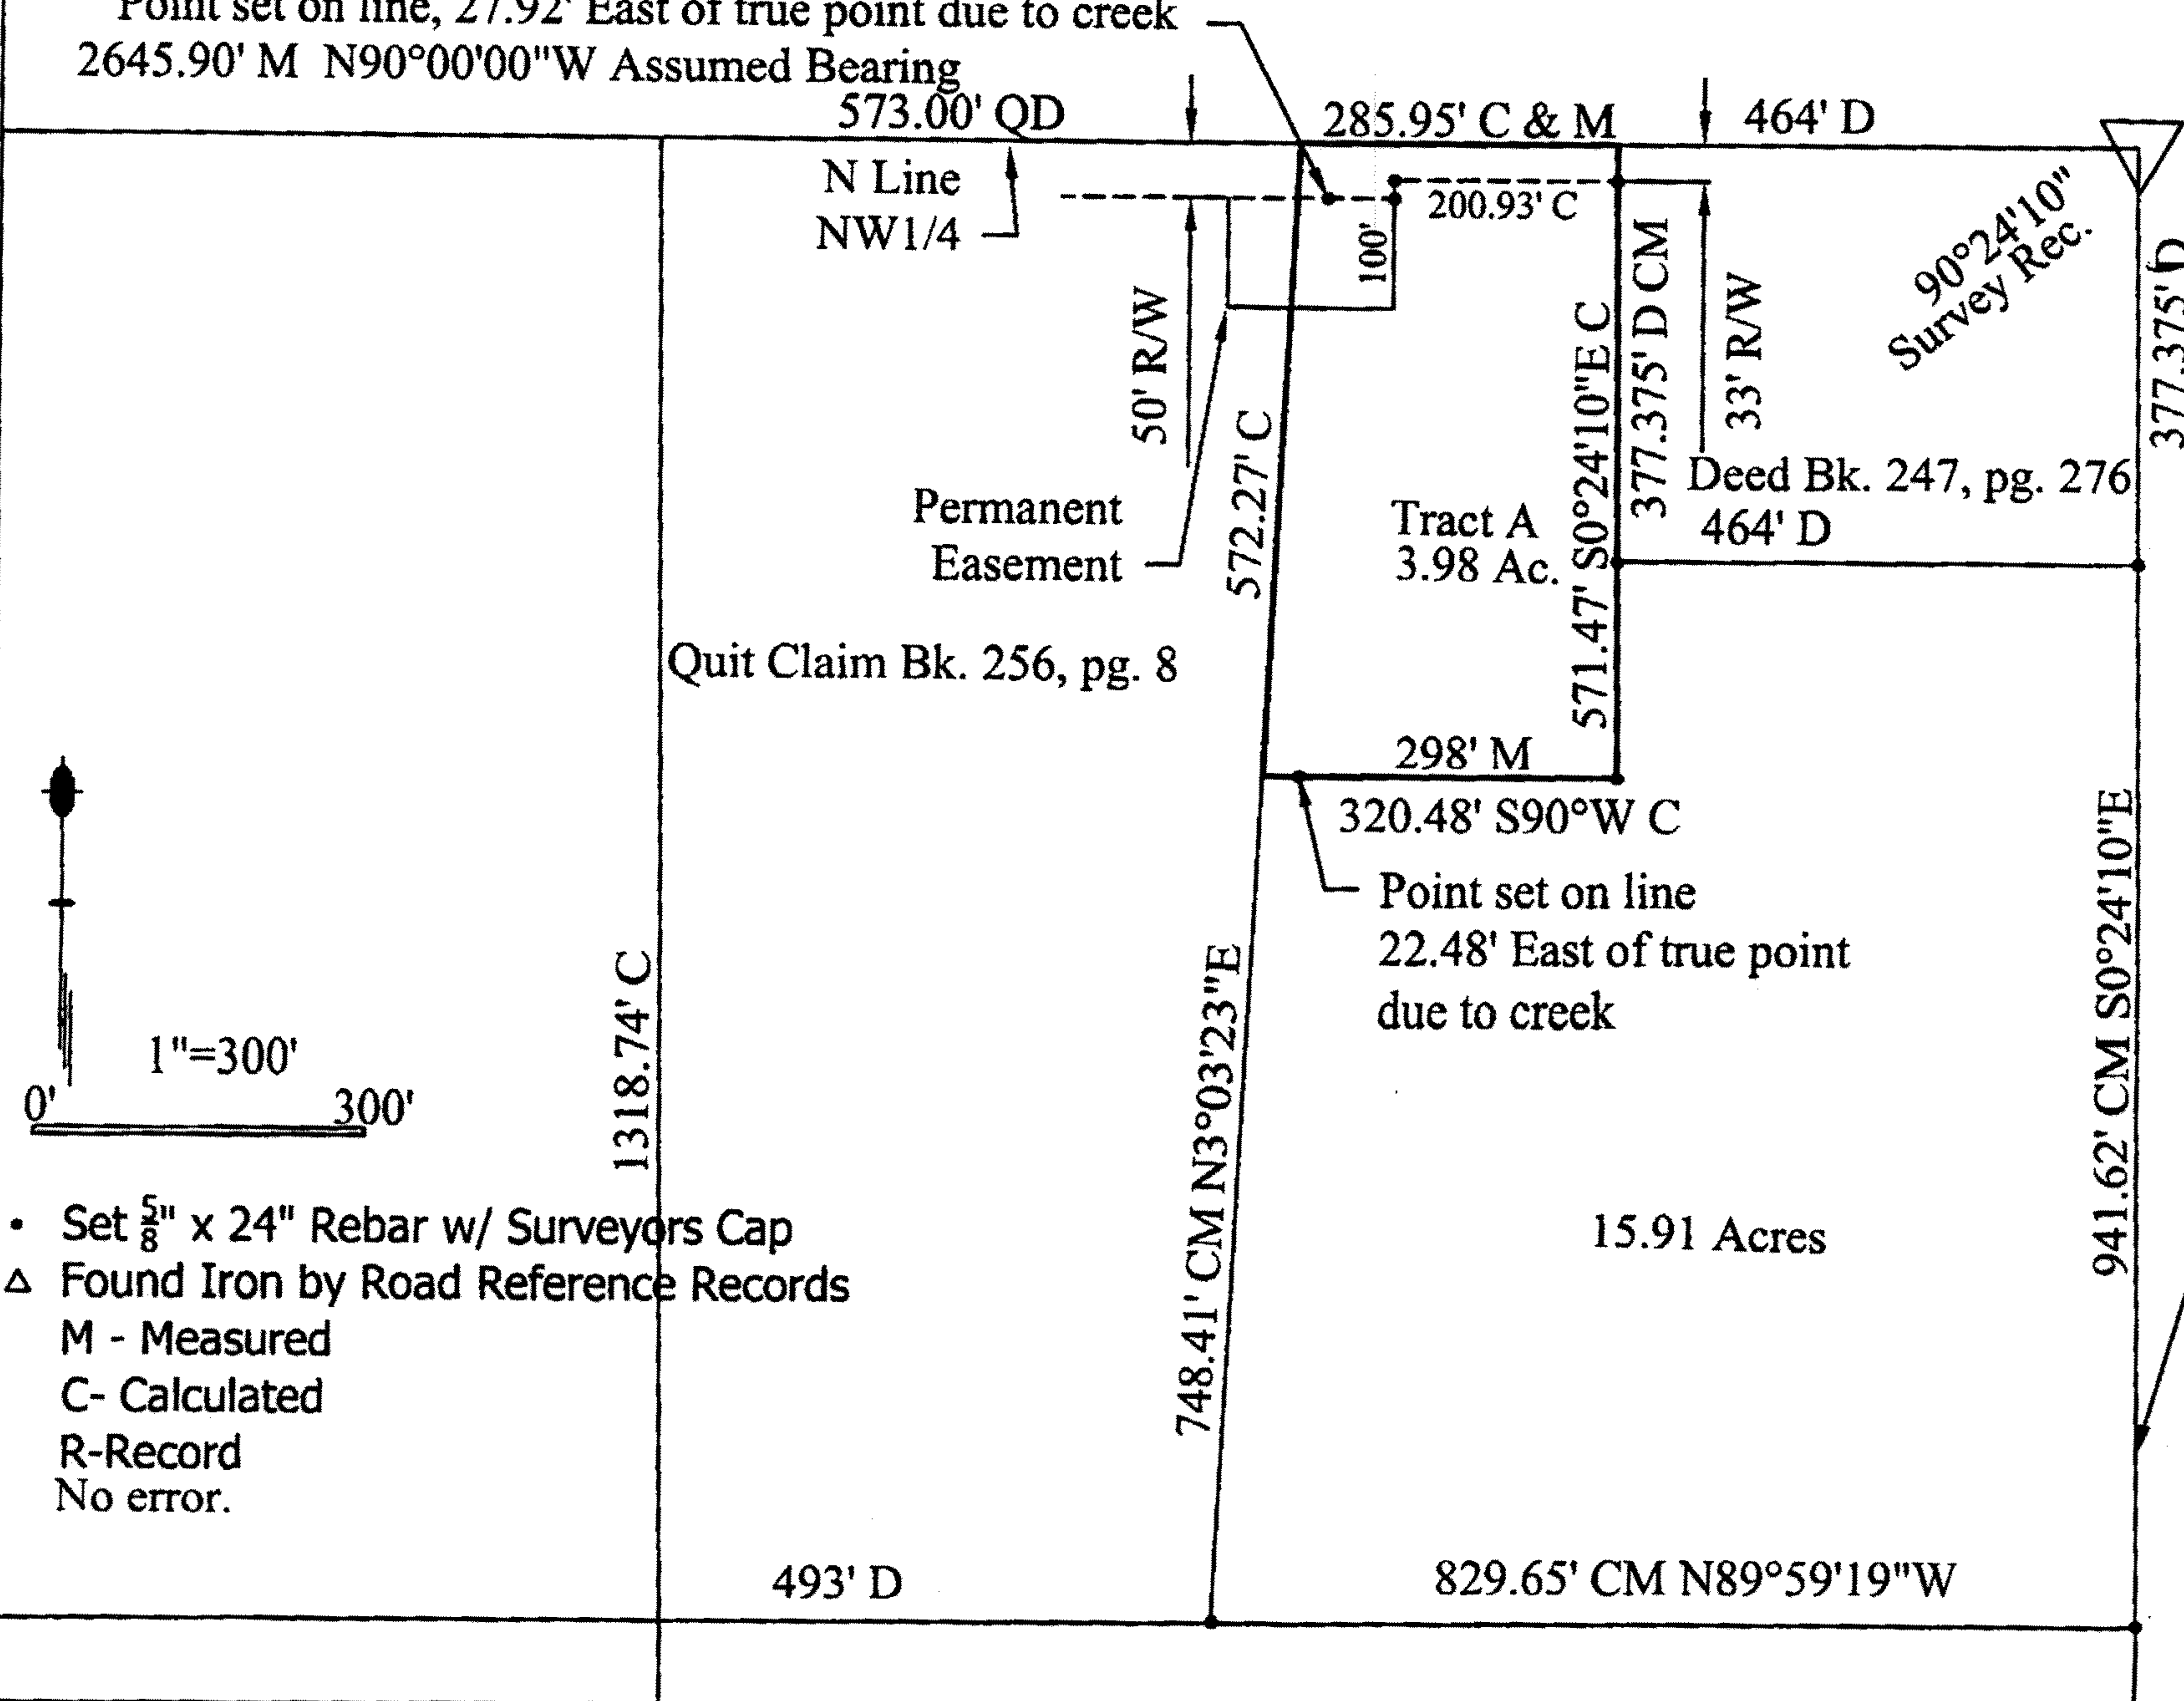 Point set on line, 27.92' East of true point due to creek
2645.90' M N90°00'00"W Assumed Bearing
573.00' QD
285.95' C & M
464' D
N Line
NW1/4
200.93' C
100'
50' R/W
33' R/W
90°24'10"
Survey Rec.
377.375' D
377.375' D CM
571.47' S0°24'10"E C
572.27' C
Permanent
Easement
Tract A
3.98 Ac.
Deed Bk. 247, pg. 276
464' D
Quit Claim Bk. 256, pg. 8
298' M
320.48' S90°W C
Point set on line
22.48' East of true point
due to creek
1318.74' C
748.41' CM N3°03'23"E
941.62' CM S0°24'10"E
1"=300'
0' 300'
15.91 Acres
• Set 5/8" x 24" Rebar w/ Surveyors Cap
△ Found Iron by Road Reference Records
M - Measured
C- Calculated
R-Record
No error.
493' D
829.65' CM N89°59'19"W